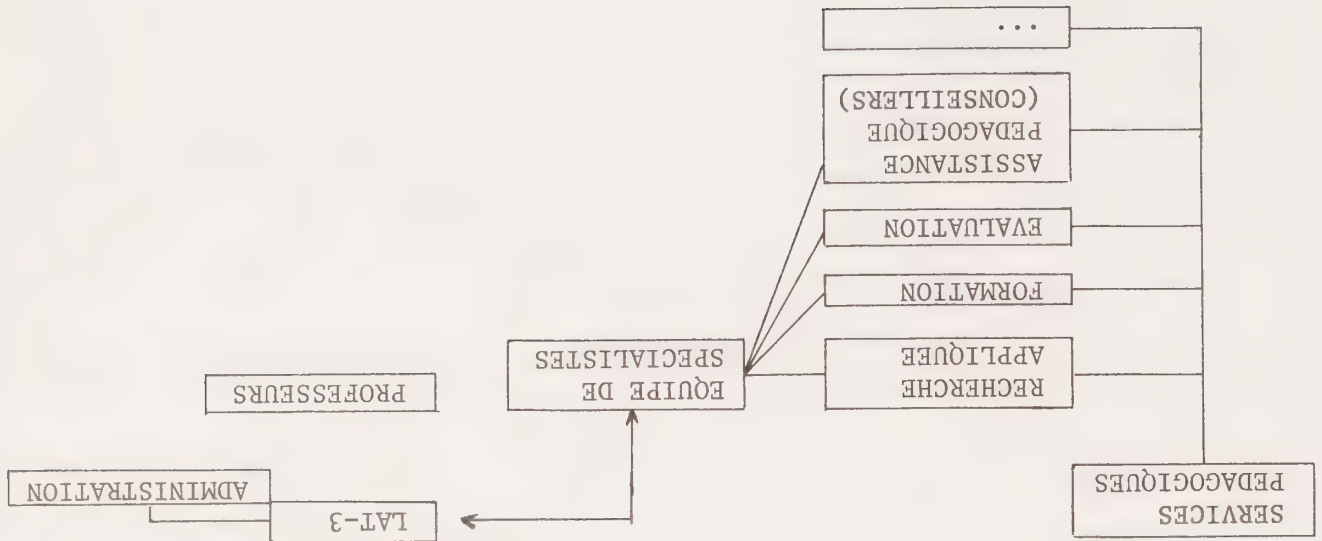 SERVICES
PEDAGOGIQUES
LAT-3
ADMINISTRATION
RECHERCHE
APPLIQUEE
EQUIPE DE
SPECIALISTES
PROFESSEURS
FORMATION
EVALUATION
ASSISTANCE
PEDAGOGIQUE
(CONSEILLERS)
...